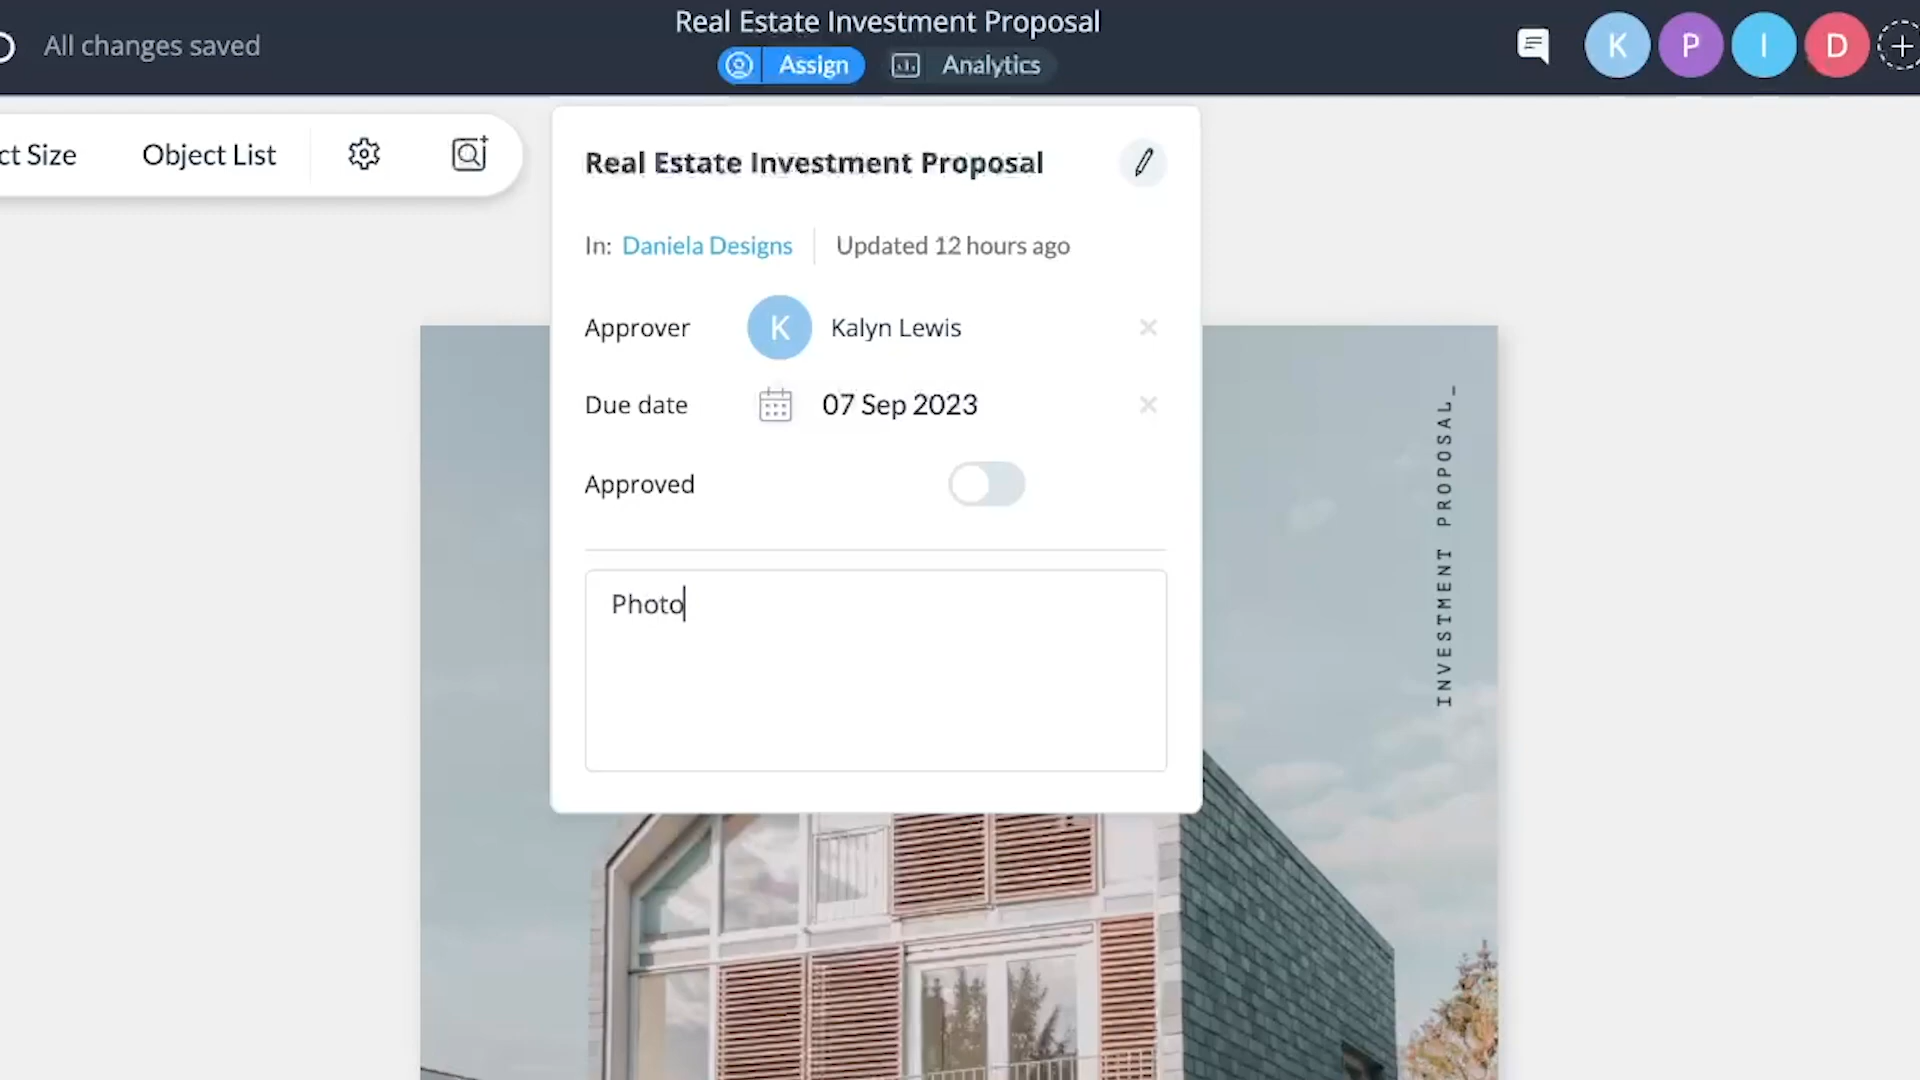 All changes saved
Real Estate Investment Proposal
Assign
Analytics
K
P
I
D
ct Size
Object List
Real Estate Investment Proposal
In: Daniela Designs
Updated 12 hours ago
Approver
K
Kalyn Lewis
Due date
07 Sep 2023
Approved
Photo
INVESTMENT PROPOSAL_